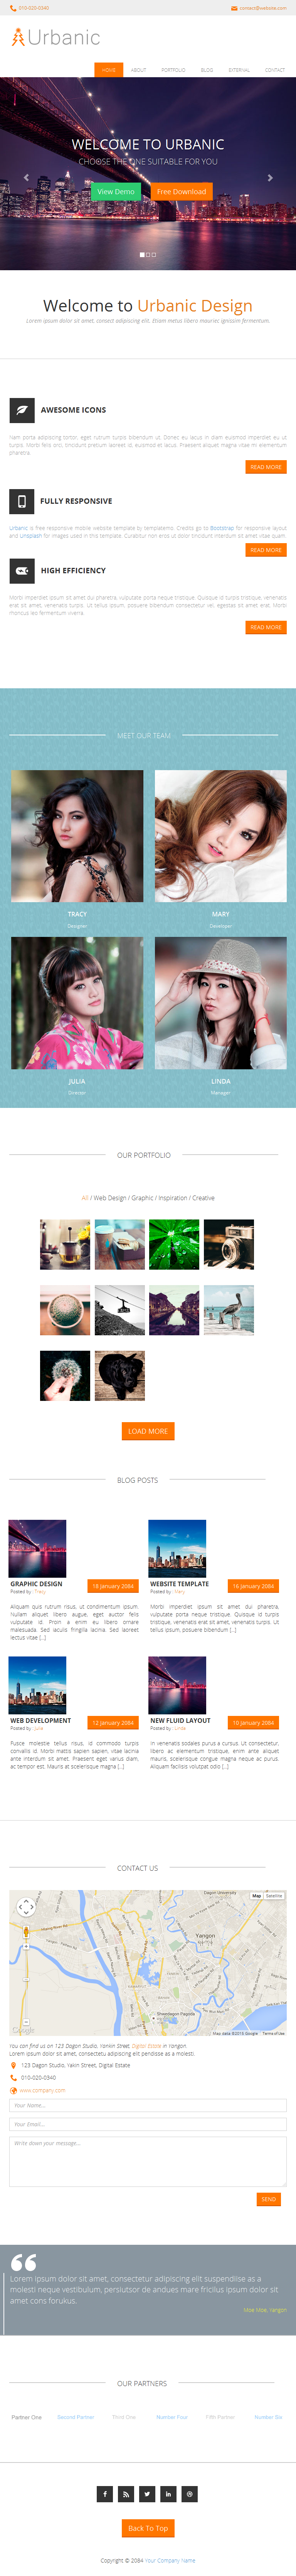 010-020-0340 contact@website.com
Urbanic
HOME ABOUT PORTFOLIO BLOG EXTERNAL CONTACT
WELCOME TO URBANIC
CHOOSE THE ONE SUITABLE FOR YOU
View Demo Free Download
Welcome to Urbanic Design
Lorem ipsum dolor sit amet, consect adipiscing elit. Etiam metus libero mauriec ignissim fermentum.
AWESOME ICONS
Nam porta adipiscing tortor, eget rutrum turpis bibendum ut. Donec eu lacus in diam euismod imperdiet eu ut
turpis. Morbi felis orci, tincidunt pretium laoreet id, euismod et lacus. Praesent aliquet magna vitae mi elementum
pharetra.
READ MORE
FULLY RESPONSIVE
Urbanic is free responsive mobile website template by templatemo. Credits go to Bootstrap for responsive layout
and Unsplash for images used in this template. Curabitur non eros ut dolor tincidunt interdum sit amet vitae quam.
READ MORE
HIGH EFFICIENCY
Morbi imperdiet ipsum sit amet dui pharetra, vulputate porta neque tristique. Quisque id turpis tristique, venenatis
erat sit amet, venenatis turpis. Ut tellus ipsum, posuere bibendum consectetur vel, egestas sit amet erat. Morbi
rhoncus leo fermentum viverra.
READ MORE
MEET OUR TEAM
TRACY
Designer
MARY
Developer
JULIA
Director
LINDA
Manager
OUR PORTFOLIO
All / Web Design / Graphic / Inspiration / Creative
LOAD MORE
BLOG POSTS
GRAPHIC DESIGN
Posted by : Tracy
18 January 2084
Aliquam quis rutrum risus, ut condimentum ipsum.
Nullam aliquet libero augue, eget auctor felis
vulputate id. Proin a enim eu libero ornare
malesuada. Sed iaculis fringilla lacinia. Sed laoreet
lectus vitae [...]
WEBSITE TEMPLATE
Posted by : Mary
16 January 2084
Morbi imperdiet ipsum sit amet dui pharetra,
vulputate porta neque tristique. Quisque id turpis
tristique, venenatis erat sit amet, venenatis turpis. Ut
tellus ipsum, posuere bibendum [...]
WEB DEVELOPMENT
Posted by : Julia
12 January 2084
Fusce molestie tellus risus, id commodo turpis
convallis id. Morbi mattis sapien sapien, vitae lacinia
ante interdum sit amet. Praesent eget varius diam,
ac tempor est. Mauris at scelerisque magna [...]
NEW FLUID LAYOUT
Posted by : Linda
10 January 2084
In venenatis sodales purus a cursus. Ut consectetur,
libero ac elementum tristique, enim ante aliquet
mauris, scelerisque congue magna neque ac purus.
Aliquam facilisis volutpat odio [...]
CONTACT US
Map Satellite
Yangon
Google
Map data ©2015 Google Terms of Use
You can find us on 123 Dagon Studio, Yankin Street, Digital Estate in Yangon.
Lorem ipsum dolor sit amet, consectetu adipiscing elit pendisse as a molesti.
123 Dagon Studio, Yakin Street, Digital Estate
010-020-0340
www.company.com
Your Name...
Your Email...
Write down your message...
SEND
Lorem ipsum dolor sit amet, consectetur adipiscing elit suspendisse as a
molesti neque vestibulum, persiutsor de andues mare fricilius ipsum dolor sit
amet cons forukus.
Mike Mike, Yangon
OUR PARTNERS
Partner One Second Partner Third One Number Four Fifth Partner Number Six
Back To Top
Copyright © 2084 Your Company Name